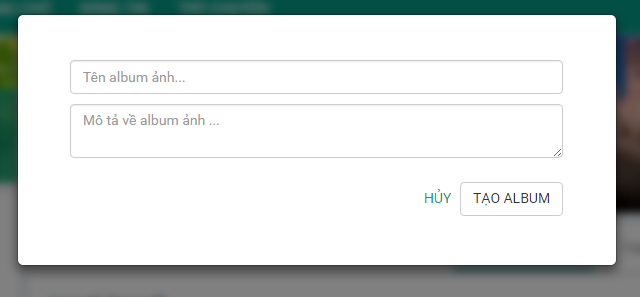 Tên album ảnh...
Mô tả về album ảnh ...
HỦY TẠO ALBUM